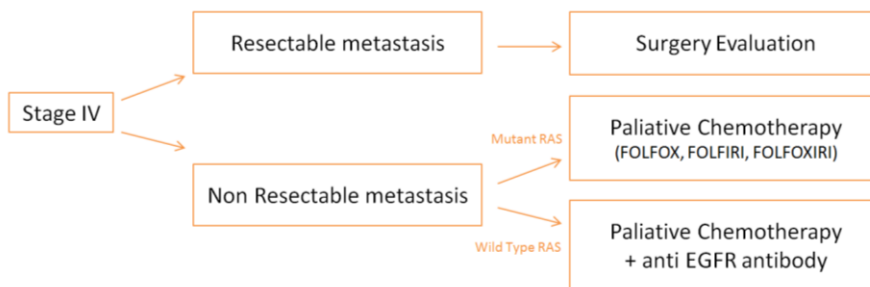 Resectable metastasis
Surgery Evaluation
Stage IV
Mutant RAS
Paliative Chemotherapy
(FOLFOX, FOLFIRI, FOLFOXIRI)
Non Resectable metastasis
Wild Type RAS
Paliative Chemotherapy
+ anti EGFR antibody